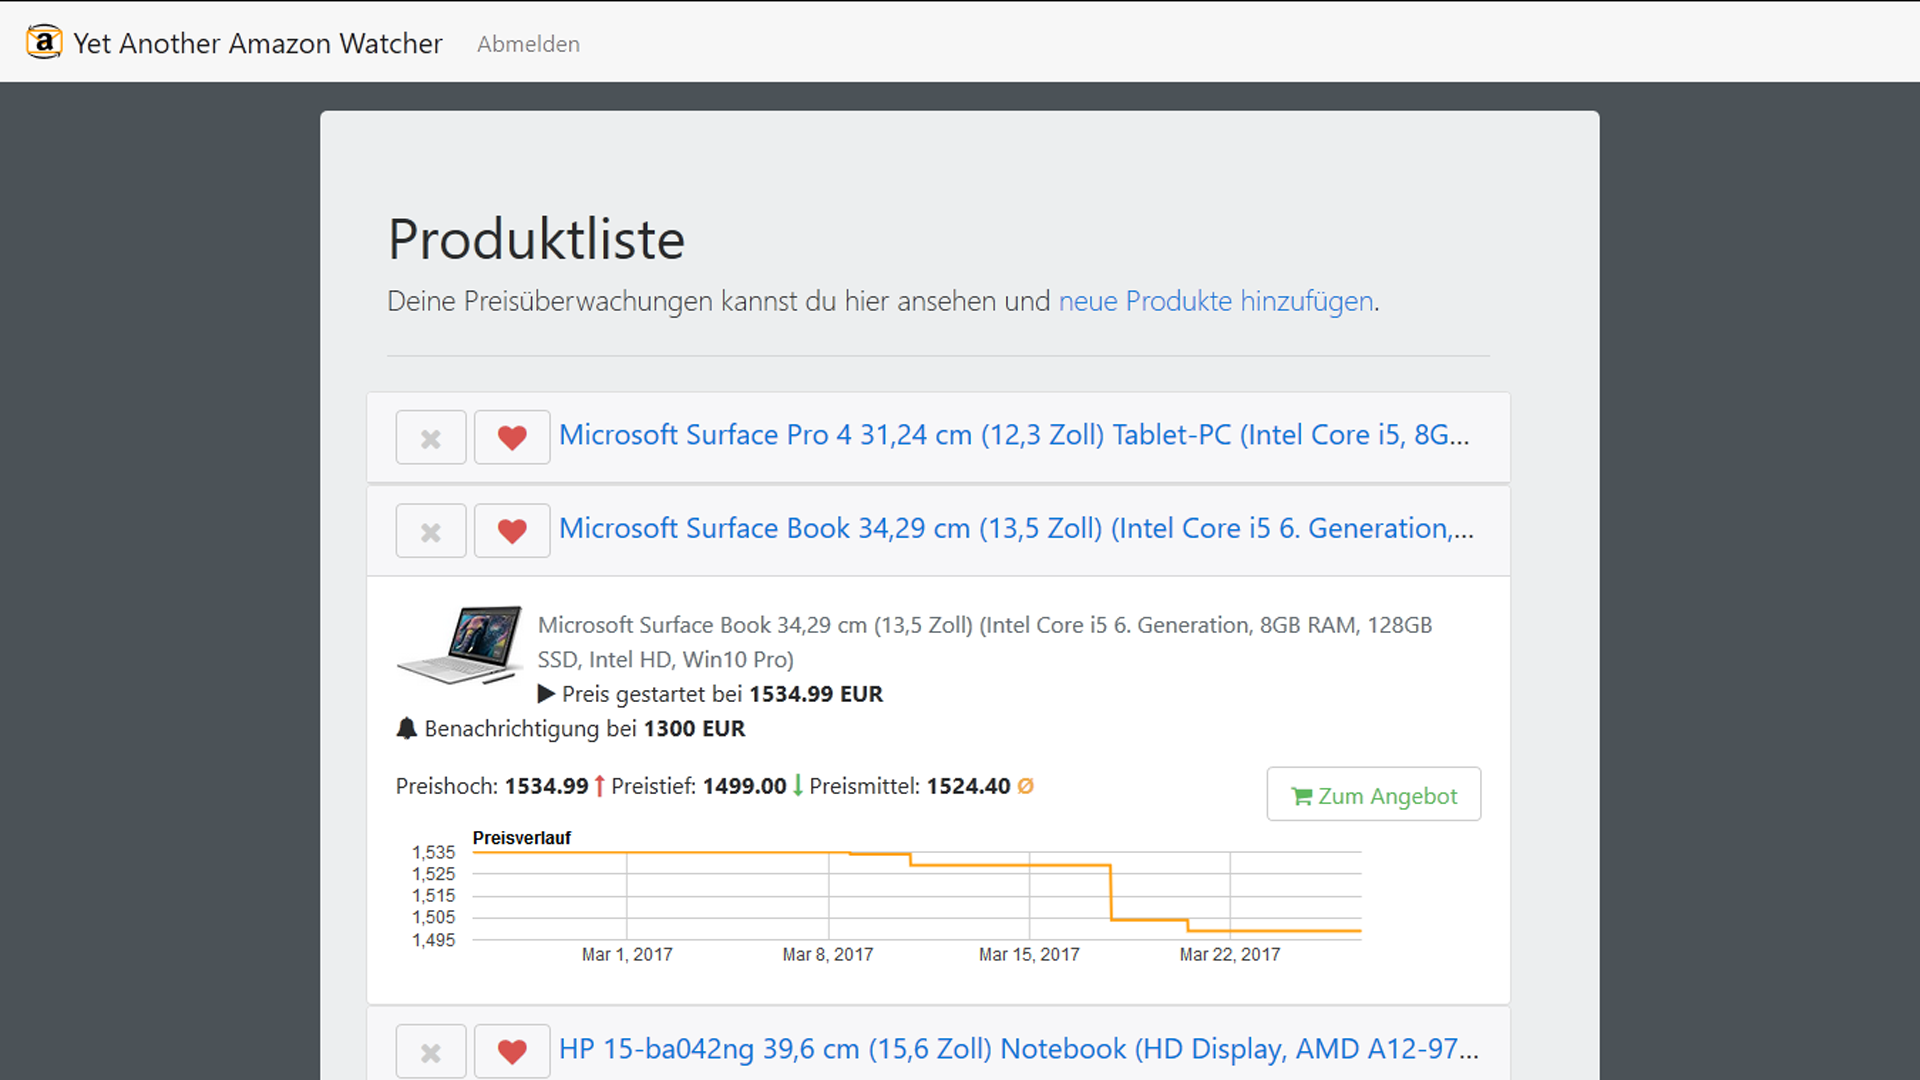 a Yet Another Amazon Watcher Abmelden
Produktliste
Deine Preisüberwachungen kannst du hier ansehen und neue Produkte hinzufügen.
Microsoft Surface Pro 4 31,24 cm (12,3 Zoll) Tablet-PC (Intel Core i5, 8G...
Microsoft Surface Book 34,29 cm (13,5 Zoll) (Intel Core i5 6. Generation,...
Microsoft Surface Book 34,29 cm (13,5 Zoll) (Intel Core i5 6. Generation, 8GB RAM, 128GB
SSD, Intel HD, Win10 Pro)
Preis gestartet bei 1534.99 EUR
Benachrichtigung bei 1300 EUR
Preishoch: 1534.99 Preistief: 1499.00 Preismittel: 1524.40 Ø
Zum Angebot
Preisverlauf
1,535
1,525
1,515
1,505
1,495
Mar 1, 2017 Mar 8, 2017 Mar 15, 2017 Mar 22, 2017
HP 15-ba042ng 39,6 cm (15,6 Zoll) Notebook (HD Display, AMD A12-97...